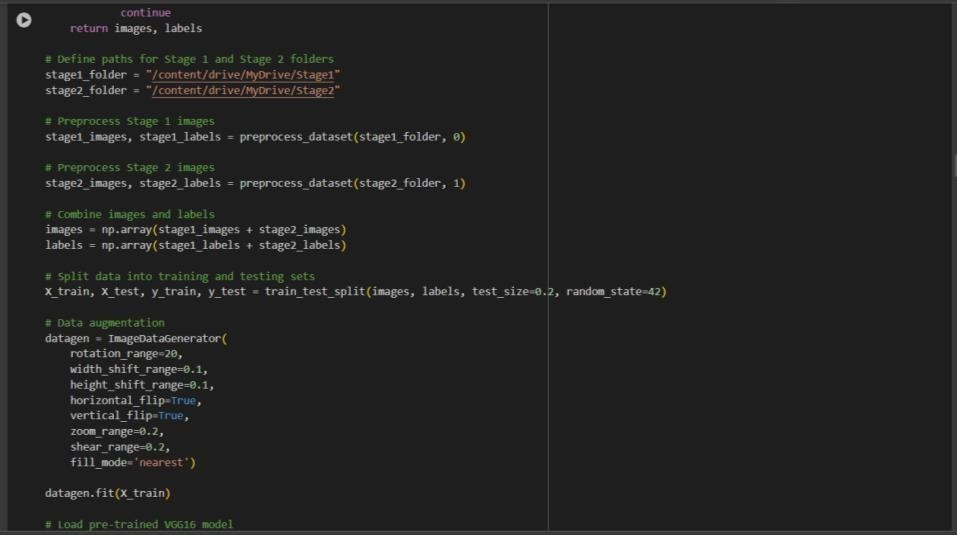 continue
    return images, labels

# Define paths for Stage 1 and Stage 2 folders
stage1_folder = "/content/drive/MyDrive/Stage1"
stage2_folder = "/content/drive/MyDrive/Stage2"

# Preprocess Stage 1 images
stage1_images, stage1_labels = preprocess_dataset(stage1_folder, 0)

# Preprocess Stage 2 images
stage2_images, stage2_labels = preprocess_dataset(stage2_folder, 1)

# Combine images and labels
images = np.array(stage1_images + stage2_images)
labels = np.array(stage1_labels + stage2_labels)

# Split data into training and testing sets
X_train, X_test, y_train, y_test = train_test_split(images, labels, test_size=0.2, random_state=42)

# Data augmentation
datagen = ImageDataGenerator(
    rotation_range=20,
    width_shift_range=0.1,
    height_shift_range=0.1,
    horizontal_flip=True,
    vertical_flip=True,
    zoom_range=0.2,
    shear_range=0.2,
    fill_mode='nearest')

datagen.fit(X_train)

# Load pre-trained VGG16 model